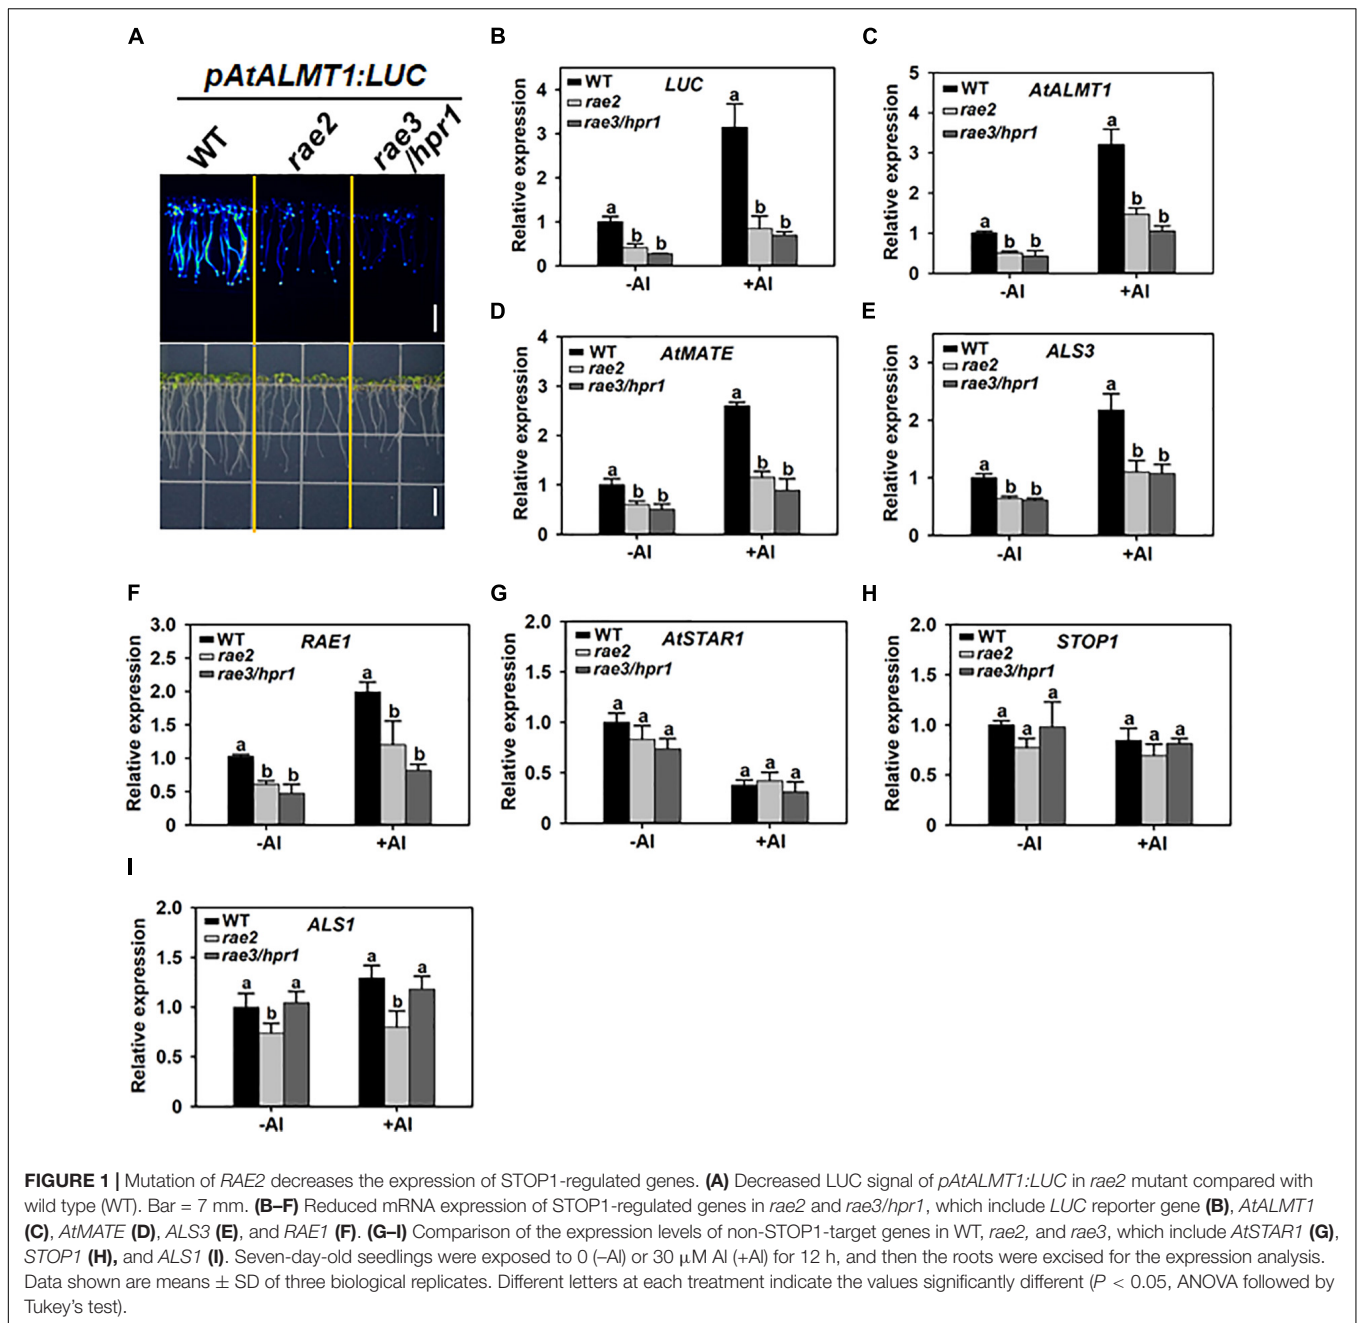 A
pAtALMT1:LUC
WT
rae2
rae3
/hpr1
B
WT
rae2
rae3/hpr1
LUC
Relative expression
4
3
2
1
0
a
b
b
a
b
b
-Al
+Al
C
WT
rae2
rae3/hpr1
AtALMT1
Relative expression
5
4
3
2
1
0
a
b
b
a
b
b
-Al
+Al
D
WT
rae2
rae3/hpr1
AtMATE
Relative expression
4
3
2
1
0
a
b
b
a
b
b
-Al
+Al
E
WT
rae2
rae3/hpr1
ALS3
Relative expression
3
2
1
0
a
b
b
a
b
b
-Al
+Al
F
WT
rae2
rae3/hpr1
RAE1
Relative expression
3.0
2.5
2.0
1.5
1.0
0.5
0
a
b
b
a
b
b
-Al
+Al
G
WT
rae2
rae3/hpr1
AtSTAR1
Relative expression
2.0
1.5
1.0
0.5
0
a
a
a
a
a
a
-Al
+Al
H
WT
rae2
rae3/hpr1
STOP1
Relative expression
2.0
1.5
1.0
0.5
0
a
a
a
a
a
a
-Al
+Al
I
WT
rae2
rae3/hpr1
ALS1
Relative expression
2.0
1.5
1.0
0.5
0
a
b
a
a
b
a
-Al
+Al
FIGURE 1 | Mutation of RAE2 decreases the expression of STOP1-regulated genes. (A) Decreased LUC signal of pAtALMT1:LUC in rae2 mutant compared with
wild type (WT). Bar = 7 mm. (B–F) Reduced mRNA expression of STOP1-regulated genes in rae2 and rae3/hpr1, which include LUC reporter gene (B), AtALMT1
(C), AtMATE (D), ALS3 (E), and RAE1 (F). (G–I) Comparison of the expression levels of non-STOP1-target genes in WT, rae2, and rae3, which include AtSTAR1 (G),
STOP1 (H), and ALS1 (I). Seven-day-old seedlings were exposed to 0 (–Al) or 30 μM Al (+Al) for 12 h, and then the roots were excised for the expression analysis.
Data shown are means ± SD of three biological replicates. Different letters at each treatment indicate the values significantly different (P < 0.05, ANOVA followed by
Tukey's test).